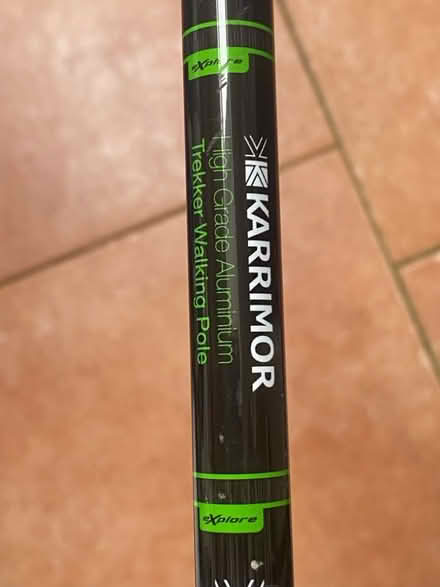 eXplore
KARRIMOR
High Grade Aluminium
Trekker Walking Pole
eXplore